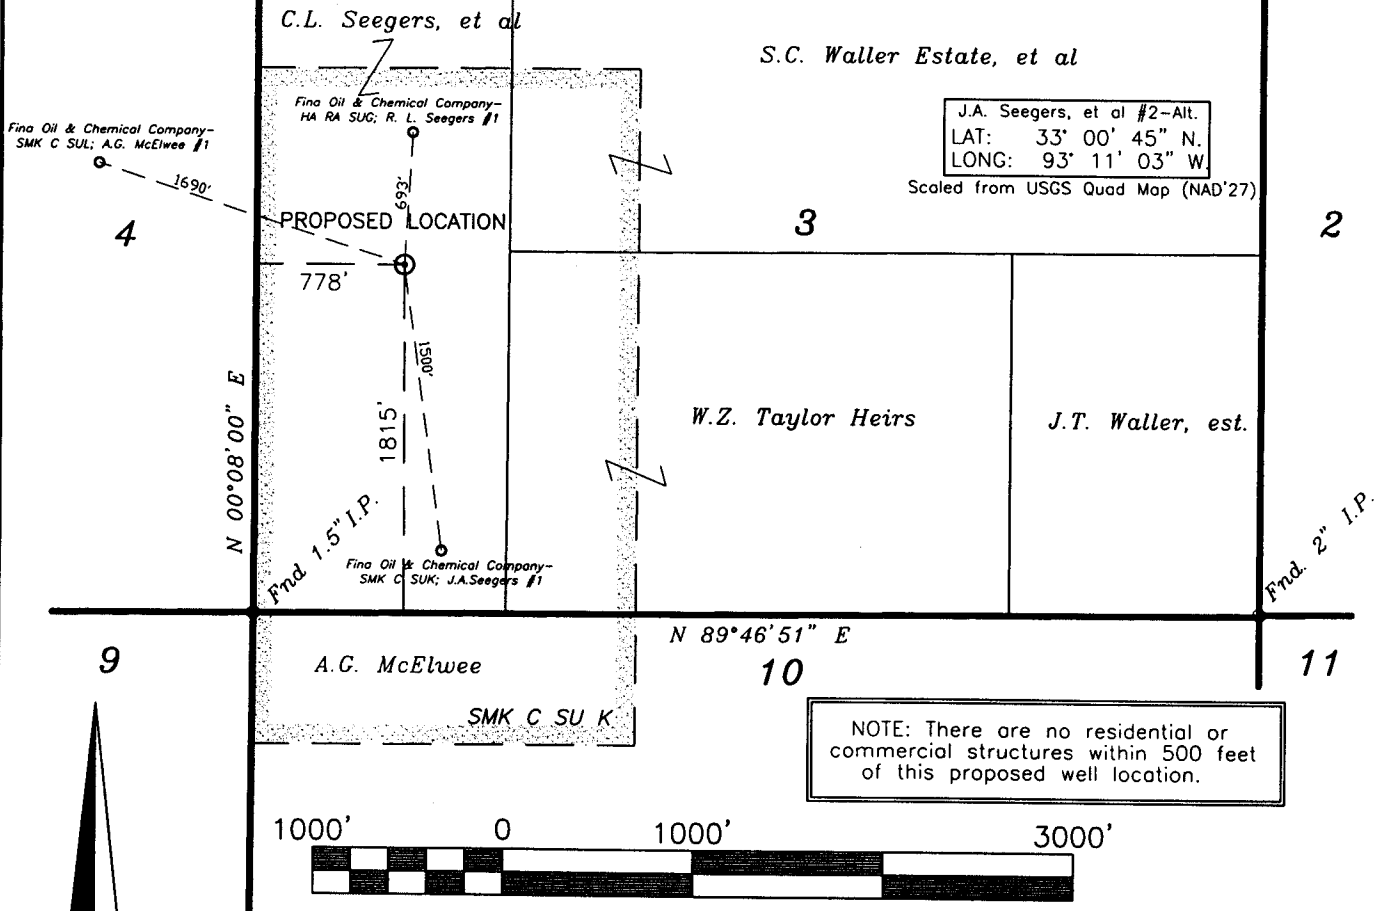 C.L. Seegers, et al
S.C. Waller Estate, et al
Fina Oil & Chemical Company-
HA RA SUG; R. L. Seegers #1
J.A. Seegers, et al #2-Alt.
LAT: 33° 00' 45" N.
LONG: 93° 11' 03" W.
Scaled from USGS Quad Map (NAD'27)
Fina Oil & Chemical Company-
SMK C SUL; A.G. McElwee #1
1690'
693'
4
PROPOSED LOCATION
3
2
778'
1500'
1815'
N 00°08'00" E
W.Z. Taylor Heirs
J.T. Waller, est.
Fnd 1.5" I.P.
Fnd. 2" I.P.
Fina Oil & Chemical Company-
SMK C SUK; J.A.Seegers #1
N 89°46'51" E
9
A.G. McElwee
10
11
SMK C SU K
NOTE: There are no residential or
commercial structures within 500 feet
of this proposed well location.
1000' 0 1000' 3000'